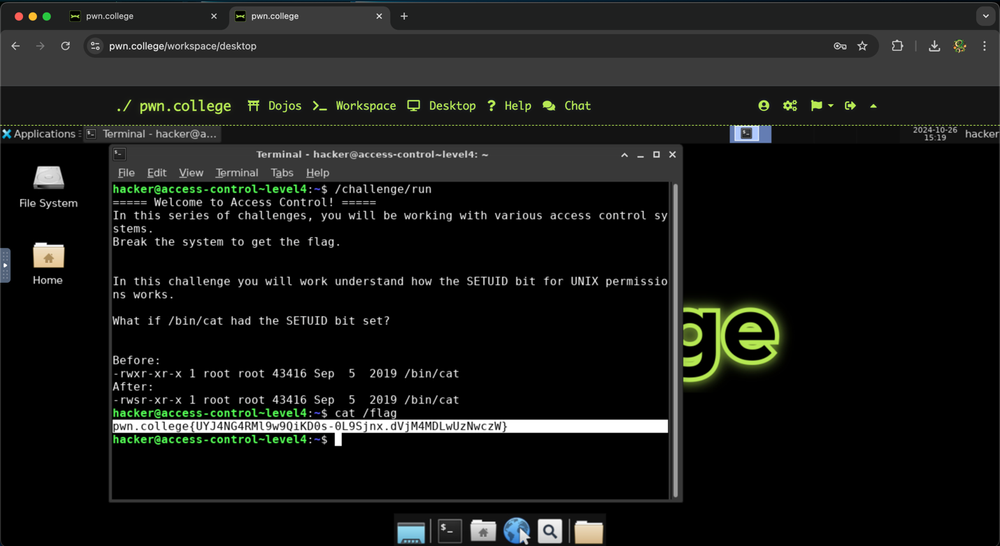 pwn.college
pwn.college
pwn.college/workspace/desktop
./ pwn.college Dojos Workspace Desktop ? Help Chat
Applications Terminal - hacker@a... 2024-10-26 15:19 hacker
File System
Home
Terminal - hacker@access-control~level4: ~
File Edit View Terminal Tabs Help
hacker@access-control~level4:~$ /challenge/run
===== Welcome to Access Control! =====
In this series of challenges, you will be working with various access control sy
stems.
Break the system to get the flag.
In this challenge you will work understand how the SETUID bit for UNIX permissio
ns works.
What if /bin/cat had the SETUID bit set?
Before:
-rwxr-xr-x 1 root root 43416 Sep  5  2019 /bin/cat
After:
-rwsr-xr-x 1 root root 43416 Sep  5  2019 /bin/cat
hacker@access-control~level4:~$ cat /flag
pwn.college{UYJ4NG4RMl9w9QiKD0s-0L9Sjnx.dVjM4MDLwUzNwczW}
hacker@access-control~level4:~$
ge